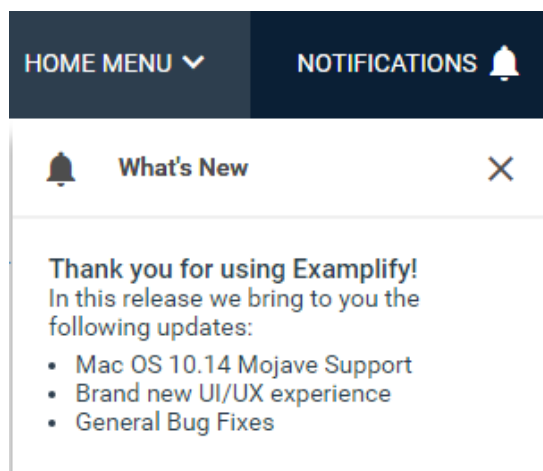 HOME MENU
NOTIFICATIONS
What's New
Thank you for using Examplify!
In this release we bring to you the
following updates:
• Mac OS 10.14 Mojave Support
• Brand new UI/UX experience
• General Bug Fixes